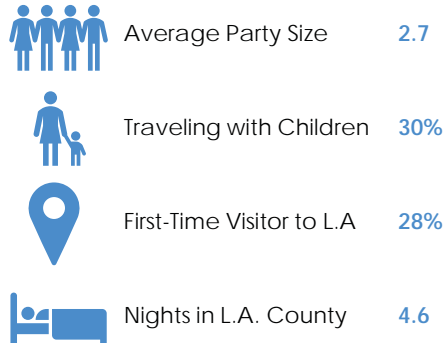 Average Party Size 2.7
Traveling with Children 30%
First-Time Visitor to L.A 28%
Nights in L.A. County 4.6